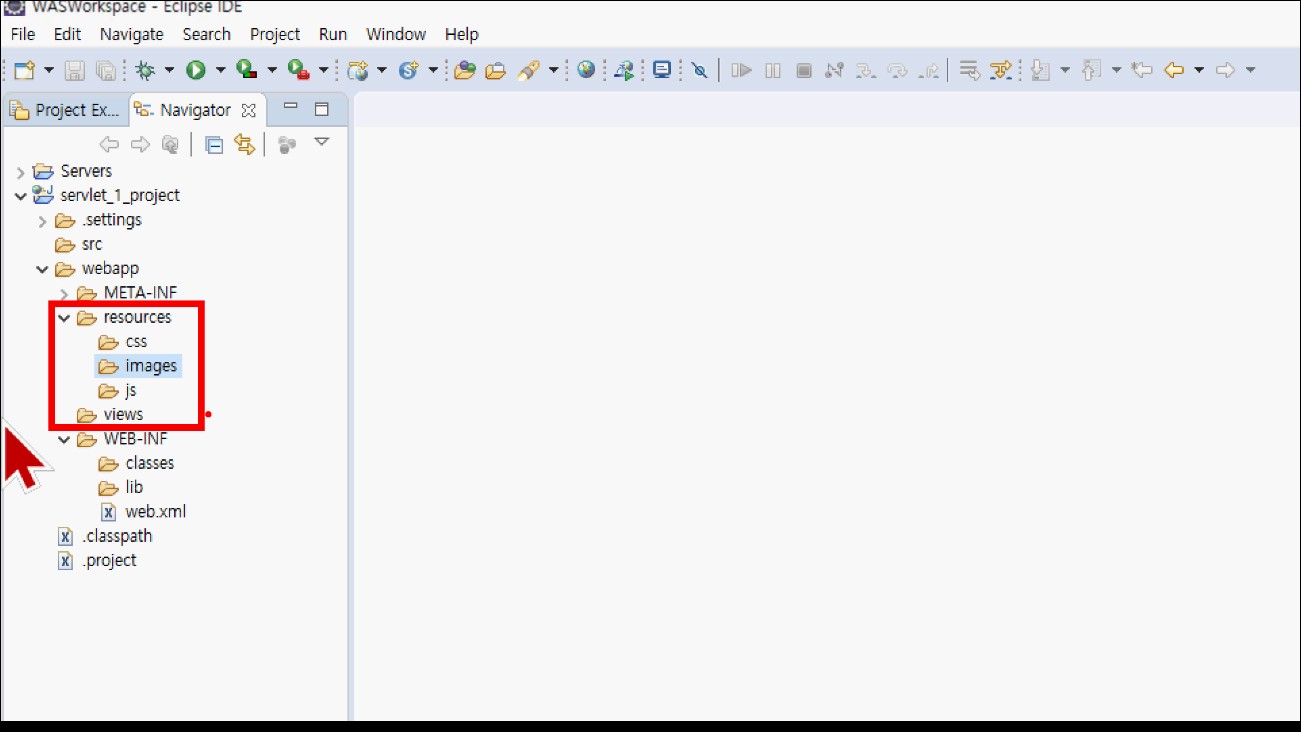 WASWorkspace - Eclipse IDE
File Edit Navigate Search Project Run Window Help
Project Ex... Navigator
Servers
servlet_1_project
.settings
src
webapp
META-INF
resources
css
images
js
views
WEB-INF
classes
lib
web.xml
.classpath
.project